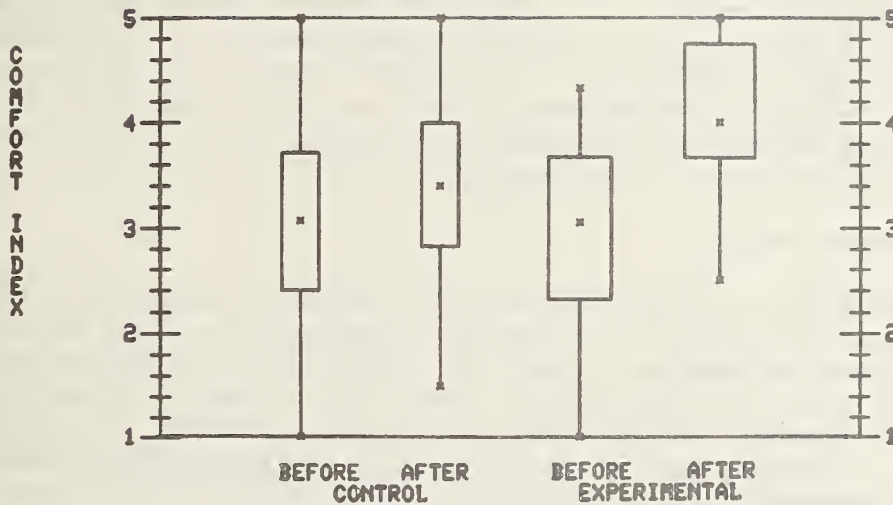 COMFORT INDEX
5 5
4 4
3 3
2 2
1 1
BEFORE AFTER BEFORE AFTER
CONTROL EXPERIMENTAL